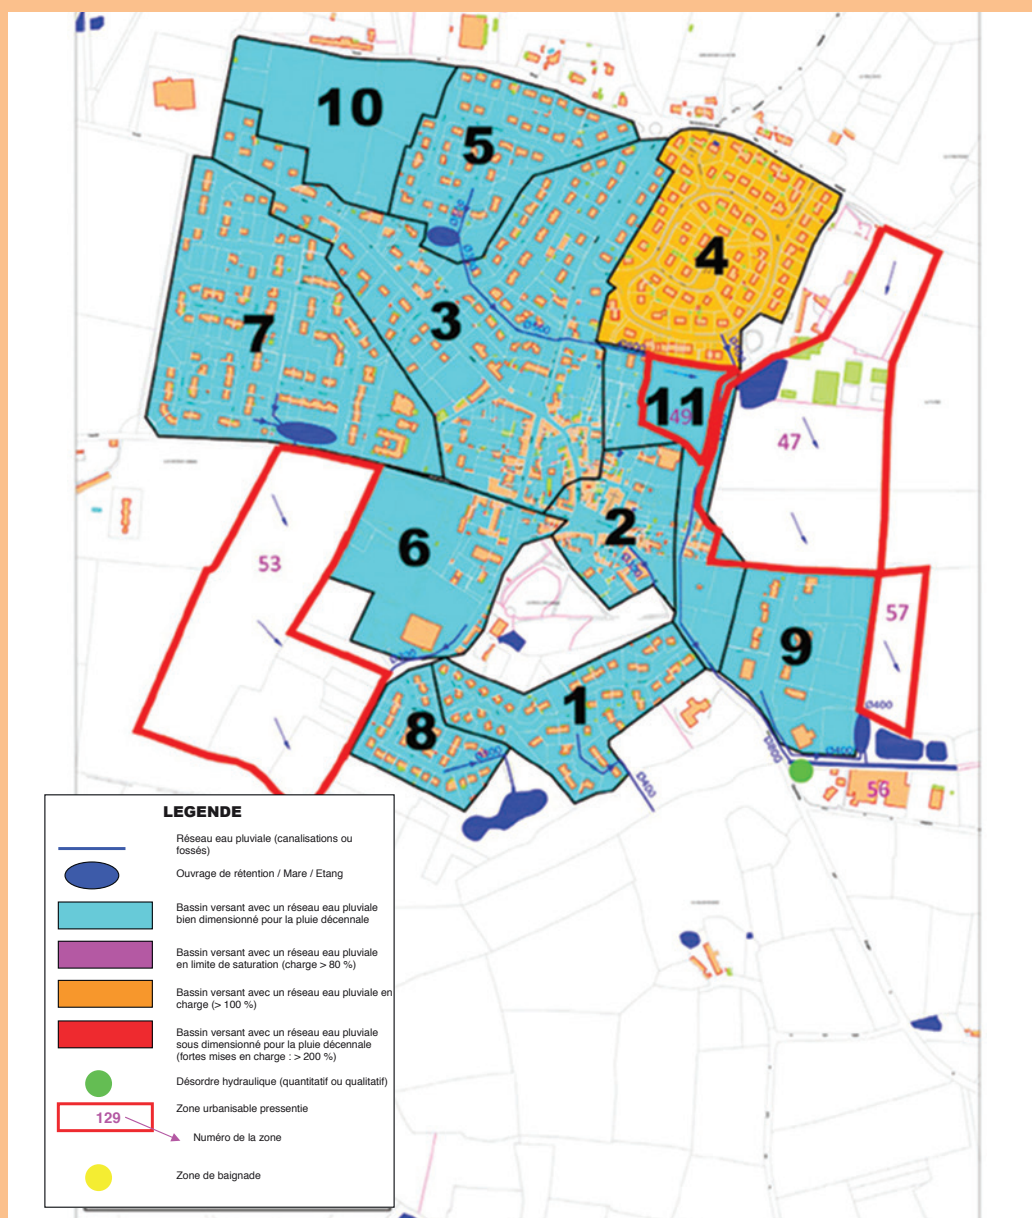 10
5
4
7
3
Ø500
11
49
47
2
6
53
57
9
1
8
Ø400
Ø400
Ø400
56
LEGENDE
Réseau eau pluviale (canalisations ou
fossés)
Ouvrage de rétention / Mare / Etang
Bassin versant avec un réseau eau pluviale
bien dimensionné pour la pluie décennale
Bassin versant avec un réseau eau pluviale
en limite de saturation (charge > 80 %)
Bassin versant avec un réseau eau pluviale en
charge (> 100 %)
Bassin versant avec un réseau eau pluviale
sous dimensionné pour la pluie décennale
(fortes mises en charge : > 200 %)
Désordre hydraulique (quantitatif ou qualitatif)
129
Zone urbanisable pressentie
Numéro de la zone
Zone de baignade